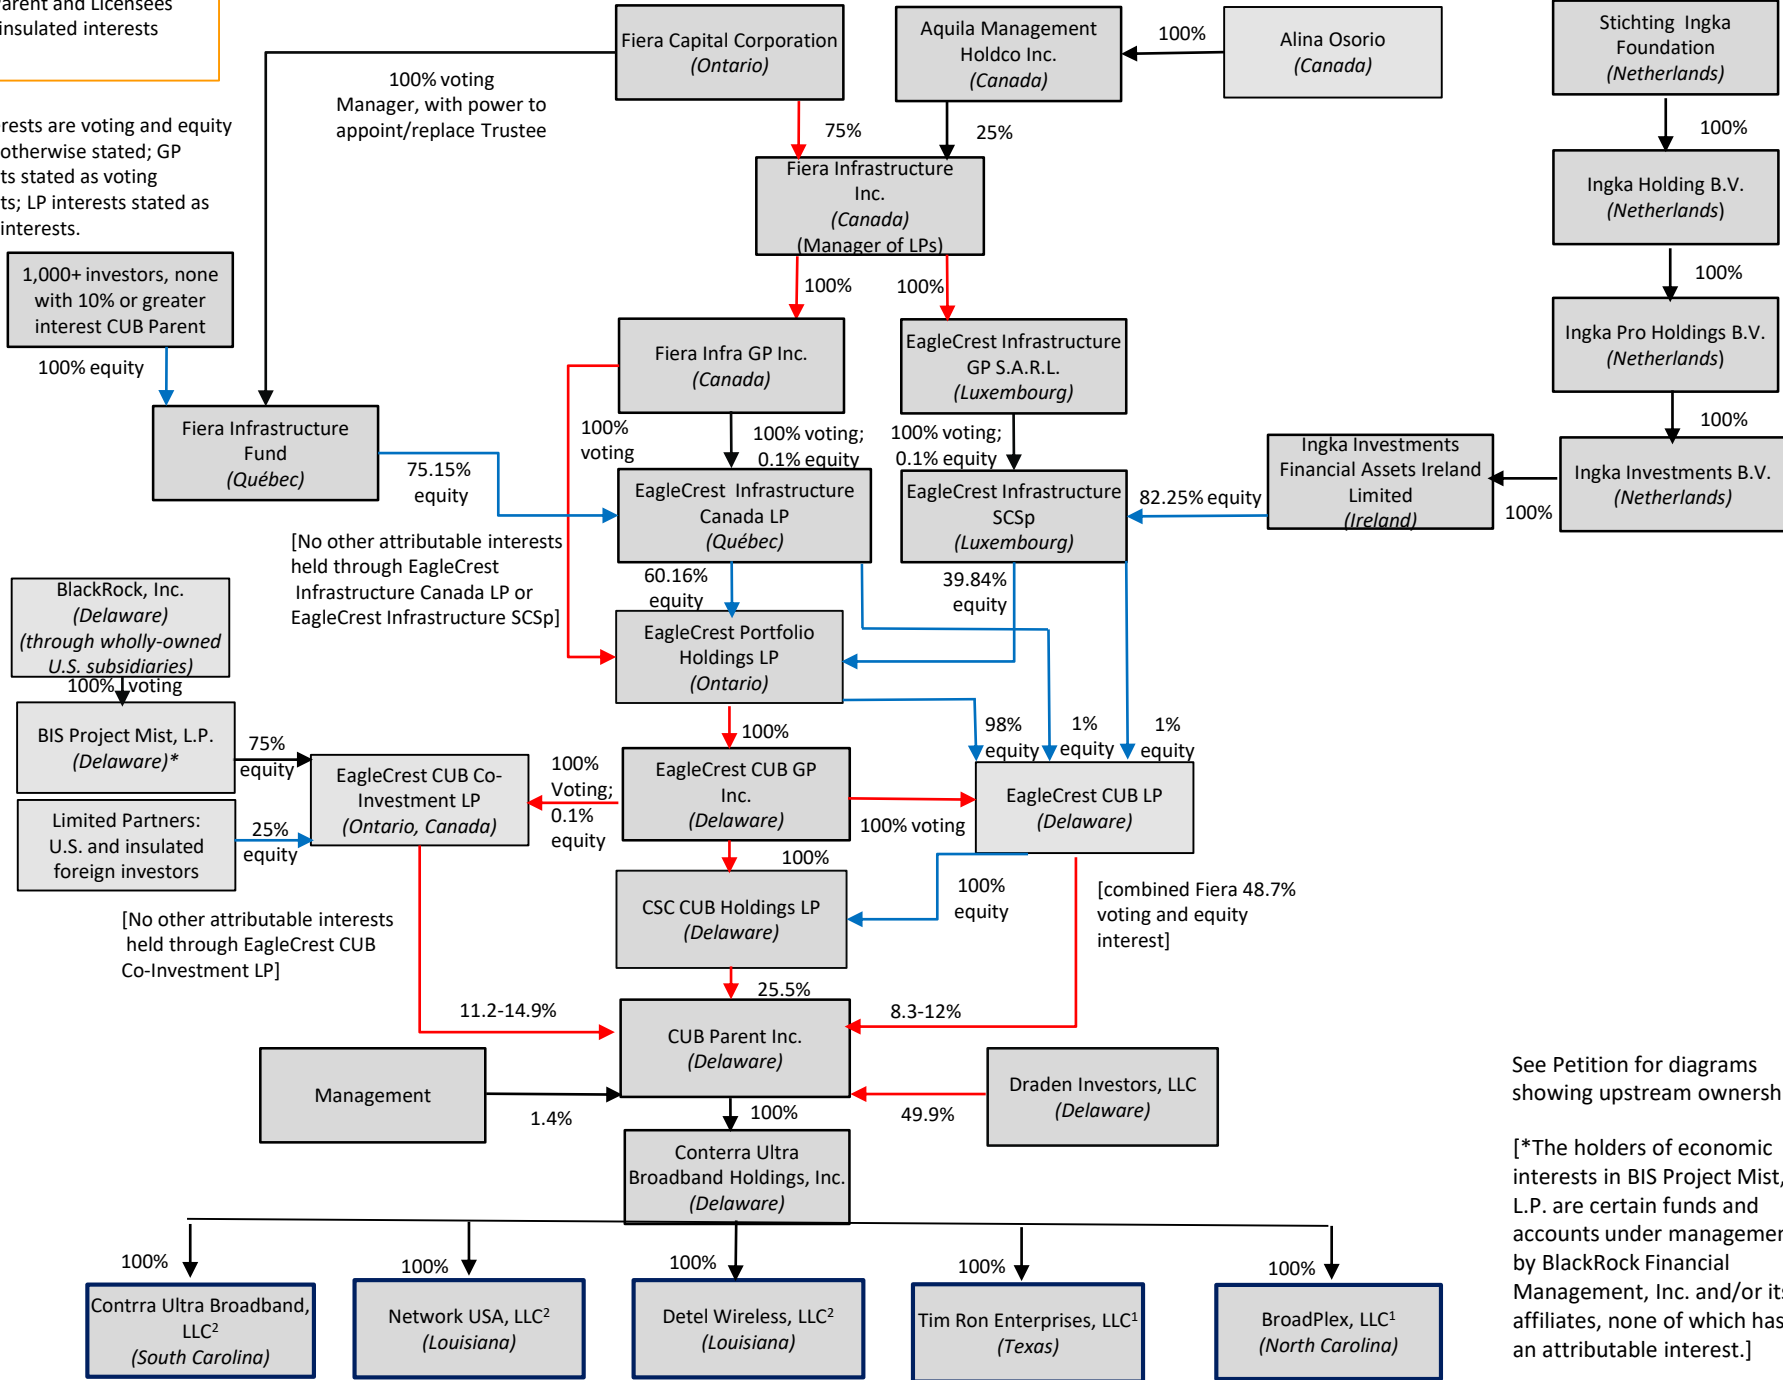 Parent and Licensees
insulated interests
Fiera Capital Corporation
(Ontario)
Aquila Management
Holdco Inc.
(Canada)
100%
Alina Osorio
(Canada)
Stichting Ingka
Foundation
(Netherlands)
100% voting
Manager, with power to
appoint/replace Trustee
75%
25%
100%
are voting and equity
otherwise stated; GP
stated as voting
LP interests stated as
interests.
Fiera Infrastructure
Inc.
(Canada)
(Manager of LPs)
Ingka Holding B.V.
(Netherlands)
1,000+ investors, none
with 10% or greater
interest CUB Parent
100%
100%
100%
100% equity
Fiera Infra GP Inc.
(Canada)
EagleCrest Infrastructure
GP S.A.R.L.
(Luxembourg)
Ingka Pro Holdings B.V.
(Netherlands)
Fiera Infrastructure
Fund
(Québec)
75.15%
equity
100%
voting
100% voting;
0.1% equity
100% voting;
0.1% equity
100%
EagleCrest Infrastructure
Canada LP
(Québec)
EagleCrest Infrastructure
SCSp
(Luxembourg)
82.25% equity
Ingka Investments
Financial Assets Ireland
Limited
(Ireland)
100%
Ingka Investments B.V.
(Netherlands)
[No other attributable interests
held through EagleCrest
Infrastructure Canada LP or
EagleCrest Infrastructure SCSp]
60.16%
equity
39.84%
equity
BlackRock, Inc.
(Delaware)
(through wholly-owned
U.S. subsidiaries)
100% voting
EagleCrest Portfolio
Holdings LP
(Ontario)
BIS Project Mist, L.P.
(Delaware)*
75%
equity
100%
98%
equity
1%
equity
1%
equity
EagleCrest CUB Co-
Investment LP
(Ontario, Canada)
100%
Voting;
0.1%
equity
EagleCrest CUB GP
Inc.
(Delaware)
100% voting
EagleCrest CUB LP
(Delaware)
Limited Partners:
U.S. and insulated
foreign investors
25%
equity
100%
CSC CUB Holdings LP
(Delaware)
100%
equity
[combined Fiera 48.7%
voting and equity
interest]
[No other attributable interests
held through EagleCrest CUB
Co-Investment LP]
25.5%
11.2-14.9%
8.3-12%
CUB Parent Inc.
(Delaware)
Management
1.4%
Draden Investors, LLC
(Delaware)
49.9%
100%
See Petition for diagrams
showing upstream
Conterra Ultra
Broadband Holdings, Inc.
(Delaware)
[*The holders of economic
interests in BIS Project Mist,
L.P. are certain funds and
accounts under
by BlackRock Financial
Management, Inc. and/or its
affiliates, none of which has
an attributable interest.]
100%
100%
100%
100%
100%
Contrra Ultra Broadband,
LLC2
(South Carolina)
Network USA, LLC2
(Louisiana)
Detel Wireless, LLC2
(Louisiana)
Tim Ron Enterprises, LLC1
(Texas)
BroadPlex, LLC1
(North Carolina)